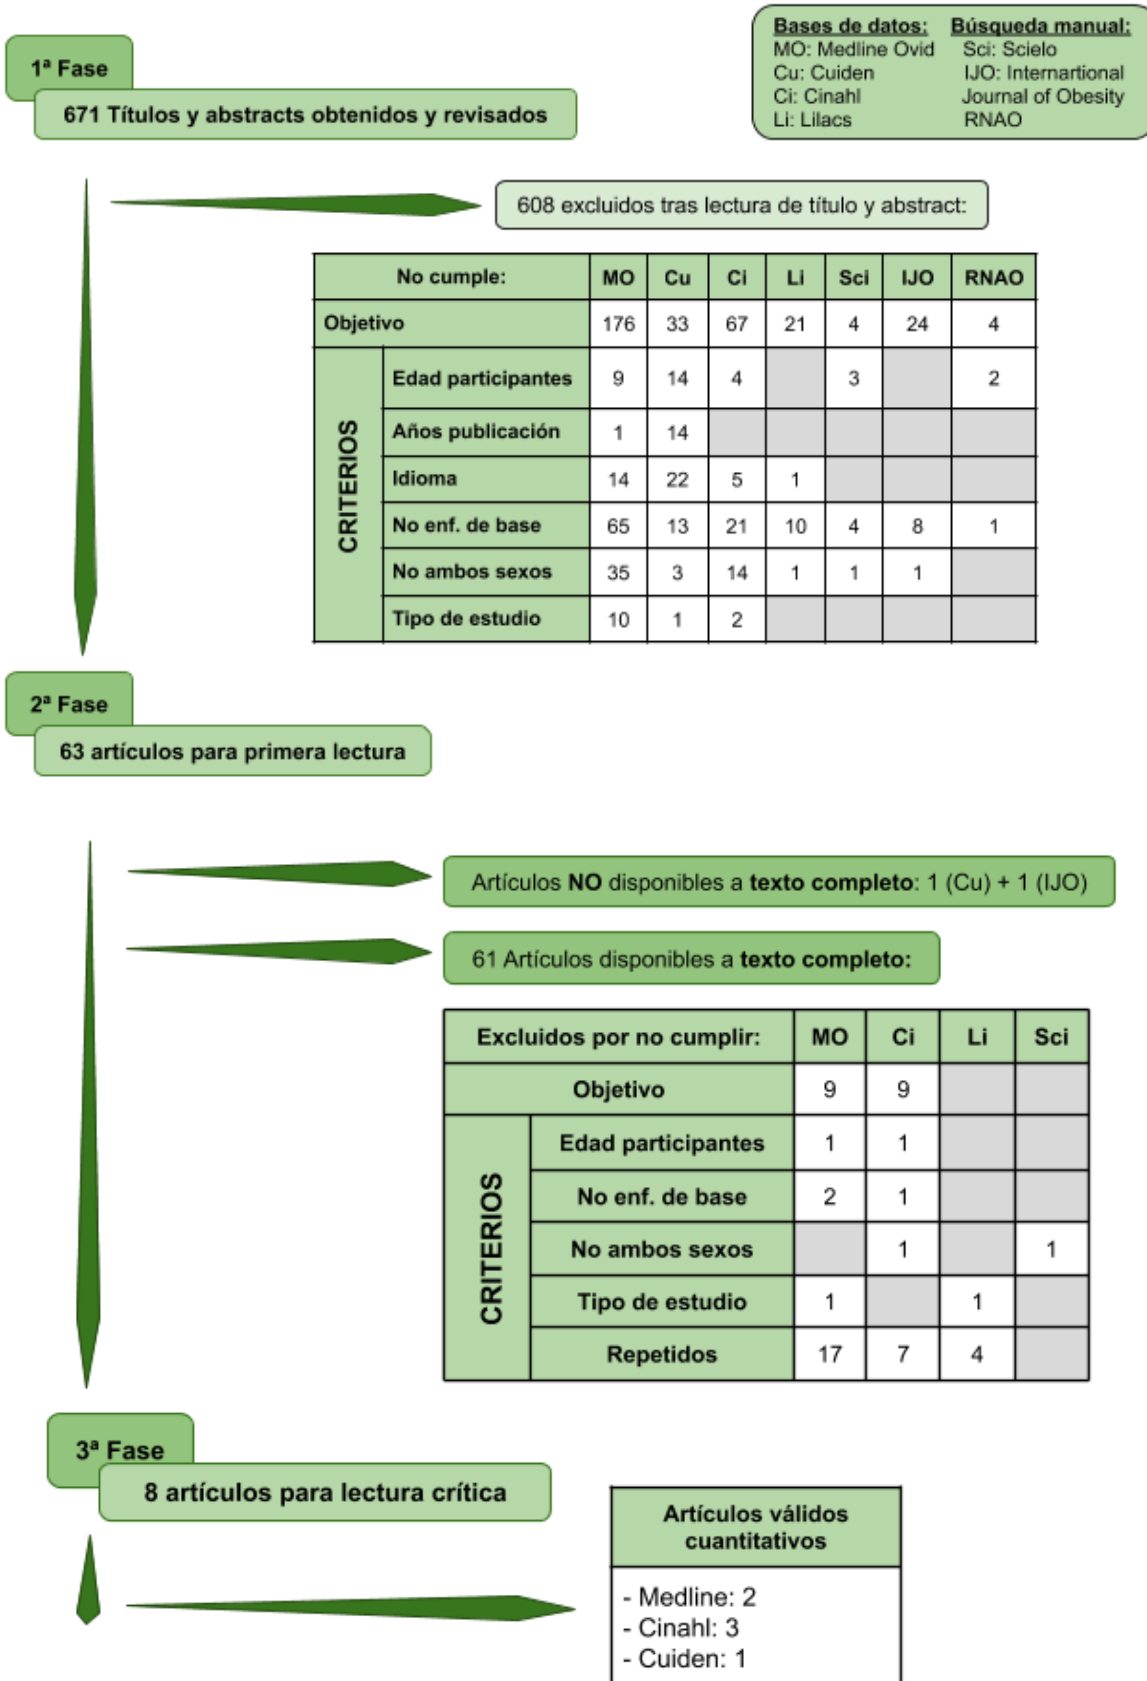 Bases de datos: Búsqueda manual:
MO: Medline Ovid Sci: Scielo
Cu: Cuiden IJO: Internartional
Ci: Cinahl Journal of Obesity
Li: Lilacs RNAO
1ª Fase
671 Títulos y abstracts obtenidos y revisados
608 excluidos tras lectura de título y abstract:
No cumple: MO Cu Ci Li Sci IJO RNAO
Objetivo 176 33 67 21 4 24 4
CRITERIOS
Edad participantes 9 14 4 3 2
Años publicación 1 14
Idioma 14 22 5 1
No enf. de base 65 13 21 10 4 8 1
No ambos sexos 35 3 14 1 1 1
Tipo de estudio 10 1 2
2ª Fase
63 artículos para primera lectura
Artículos NO disponibles a texto completo: 1 (Cu) + 1 (IJO)
61 Artículos disponibles a texto completo:
Excluidos por no cumplir: MO Ci Li Sci
Objetivo 9 9
CRITERIOS
Edad participantes 1 1
No enf. de base 2 1
No ambos sexos 1 1
Tipo de estudio 1 1
Repetidos 17 7 4
3ª Fase
8 artículos para lectura crítica
Artículos válidos
cuantitativos
- Medline: 2
- Cinahl: 3
- Cuiden: 1